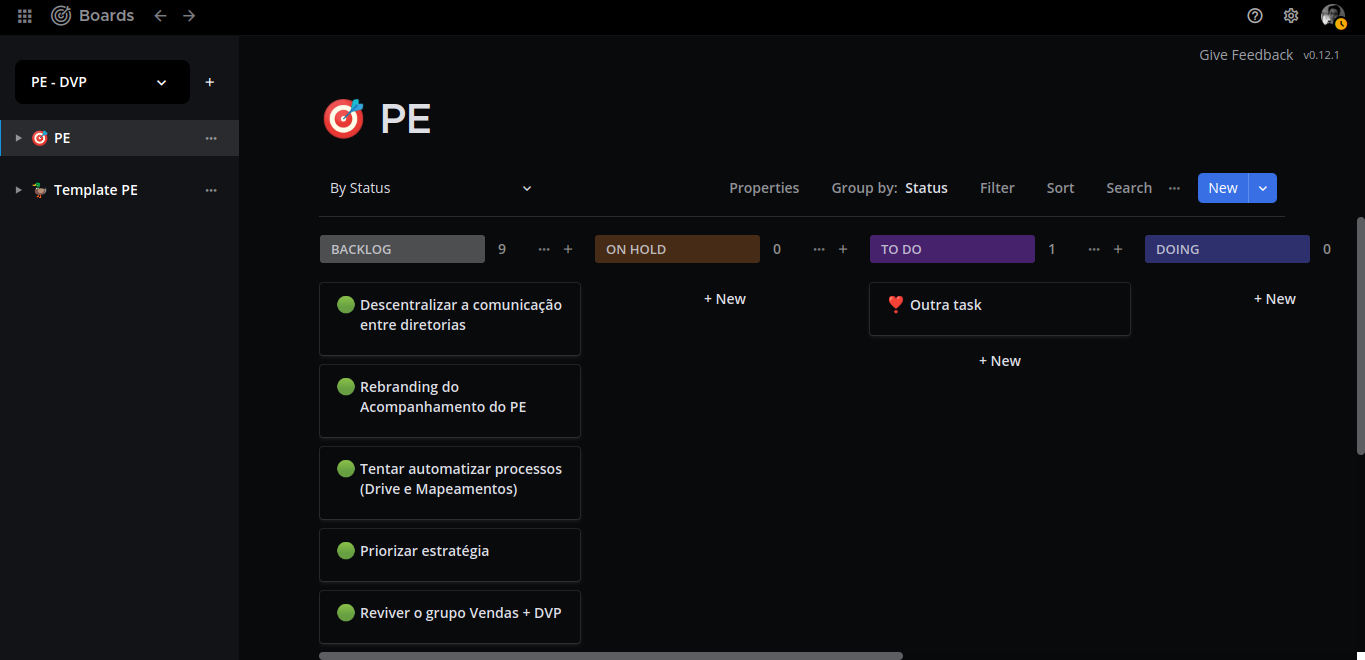 Boards
Give Feedback v0.12.1
PE - DVP
+
PE
Template PE
PE
By Status
Properties Group by: Status Filter Sort Search ... New
BACKLOG 9 ... +
ON HOLD 0 ... +
TO DO 1 ... +
DOING 0
Descentralizar a comunicação
entre diretorias
Rebranding do
Acompanhamento do PE
Tentar automatizar processos
(Drive e Mapeamentos)
Priorizar estratégia
Reviver o grupo Vendas + DVP
+ New
Outra task
+ New
+ New